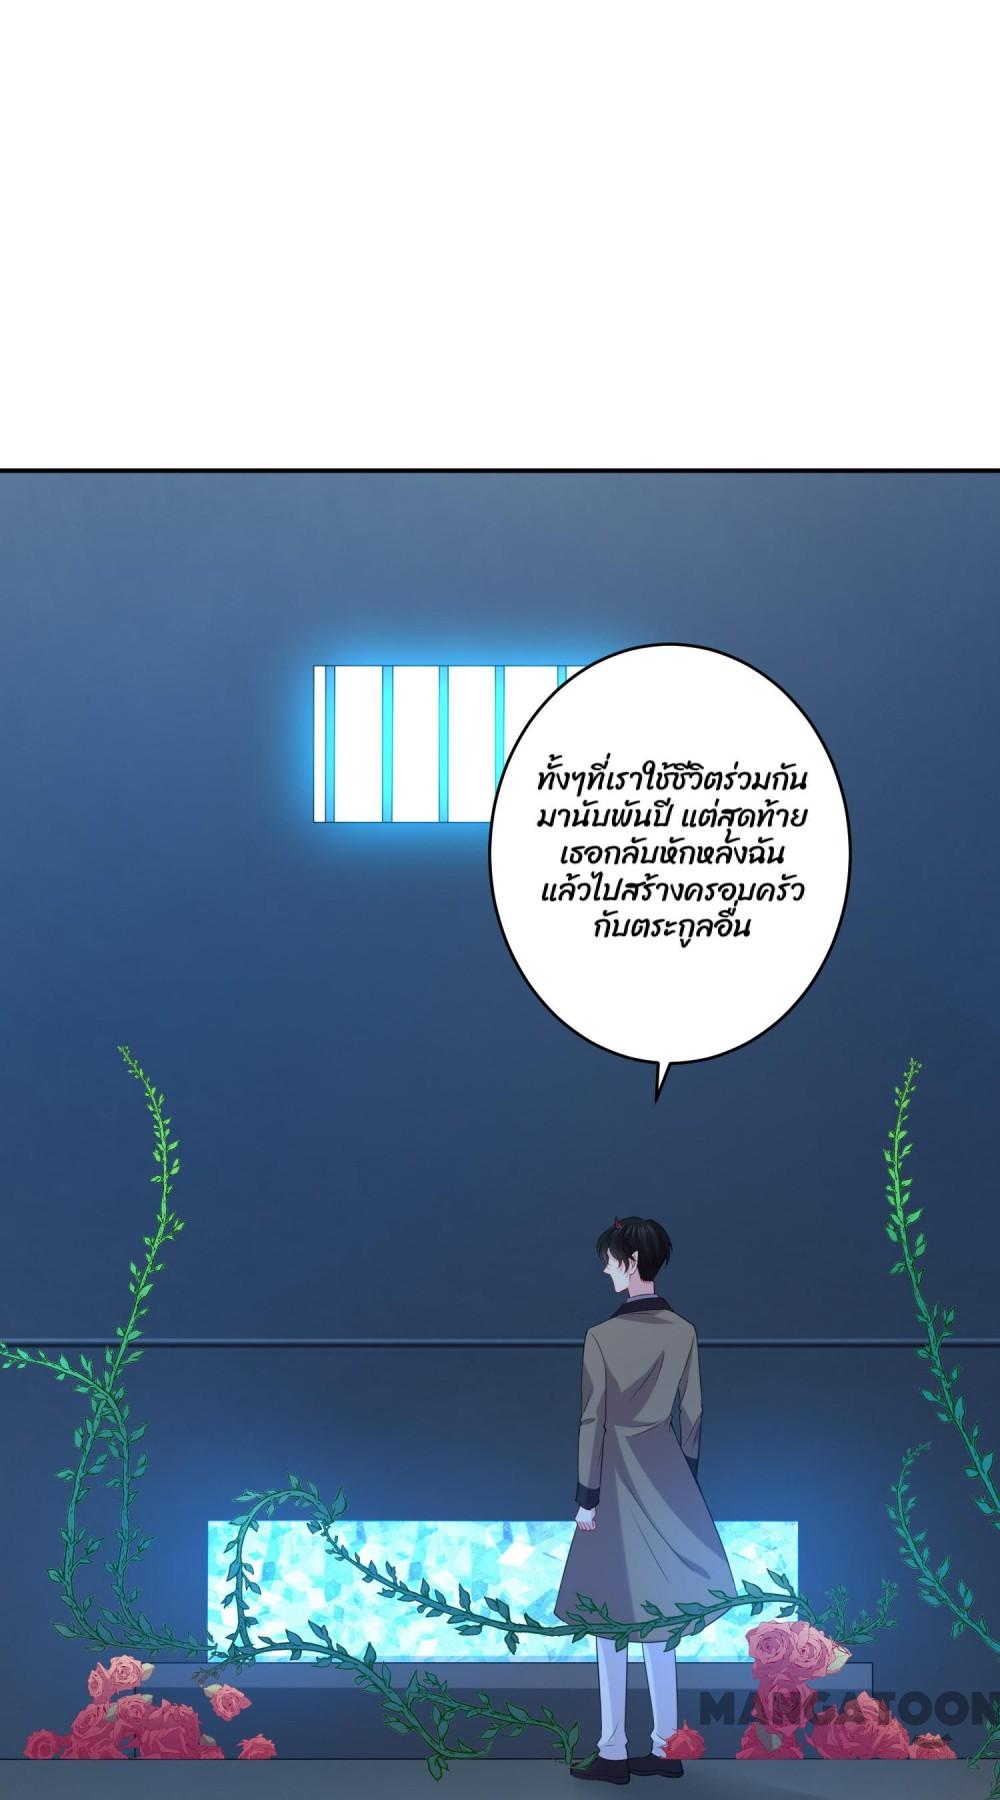 ทั้งๆที่เราใช้ชีวิตร่วมกัน
มานับพันปี แต่สุดท้าย
เธอกลับหักหลังฉัน
แล้วไปสร้างครอบครัว
กับตระกูลอื่น
MANGATOON